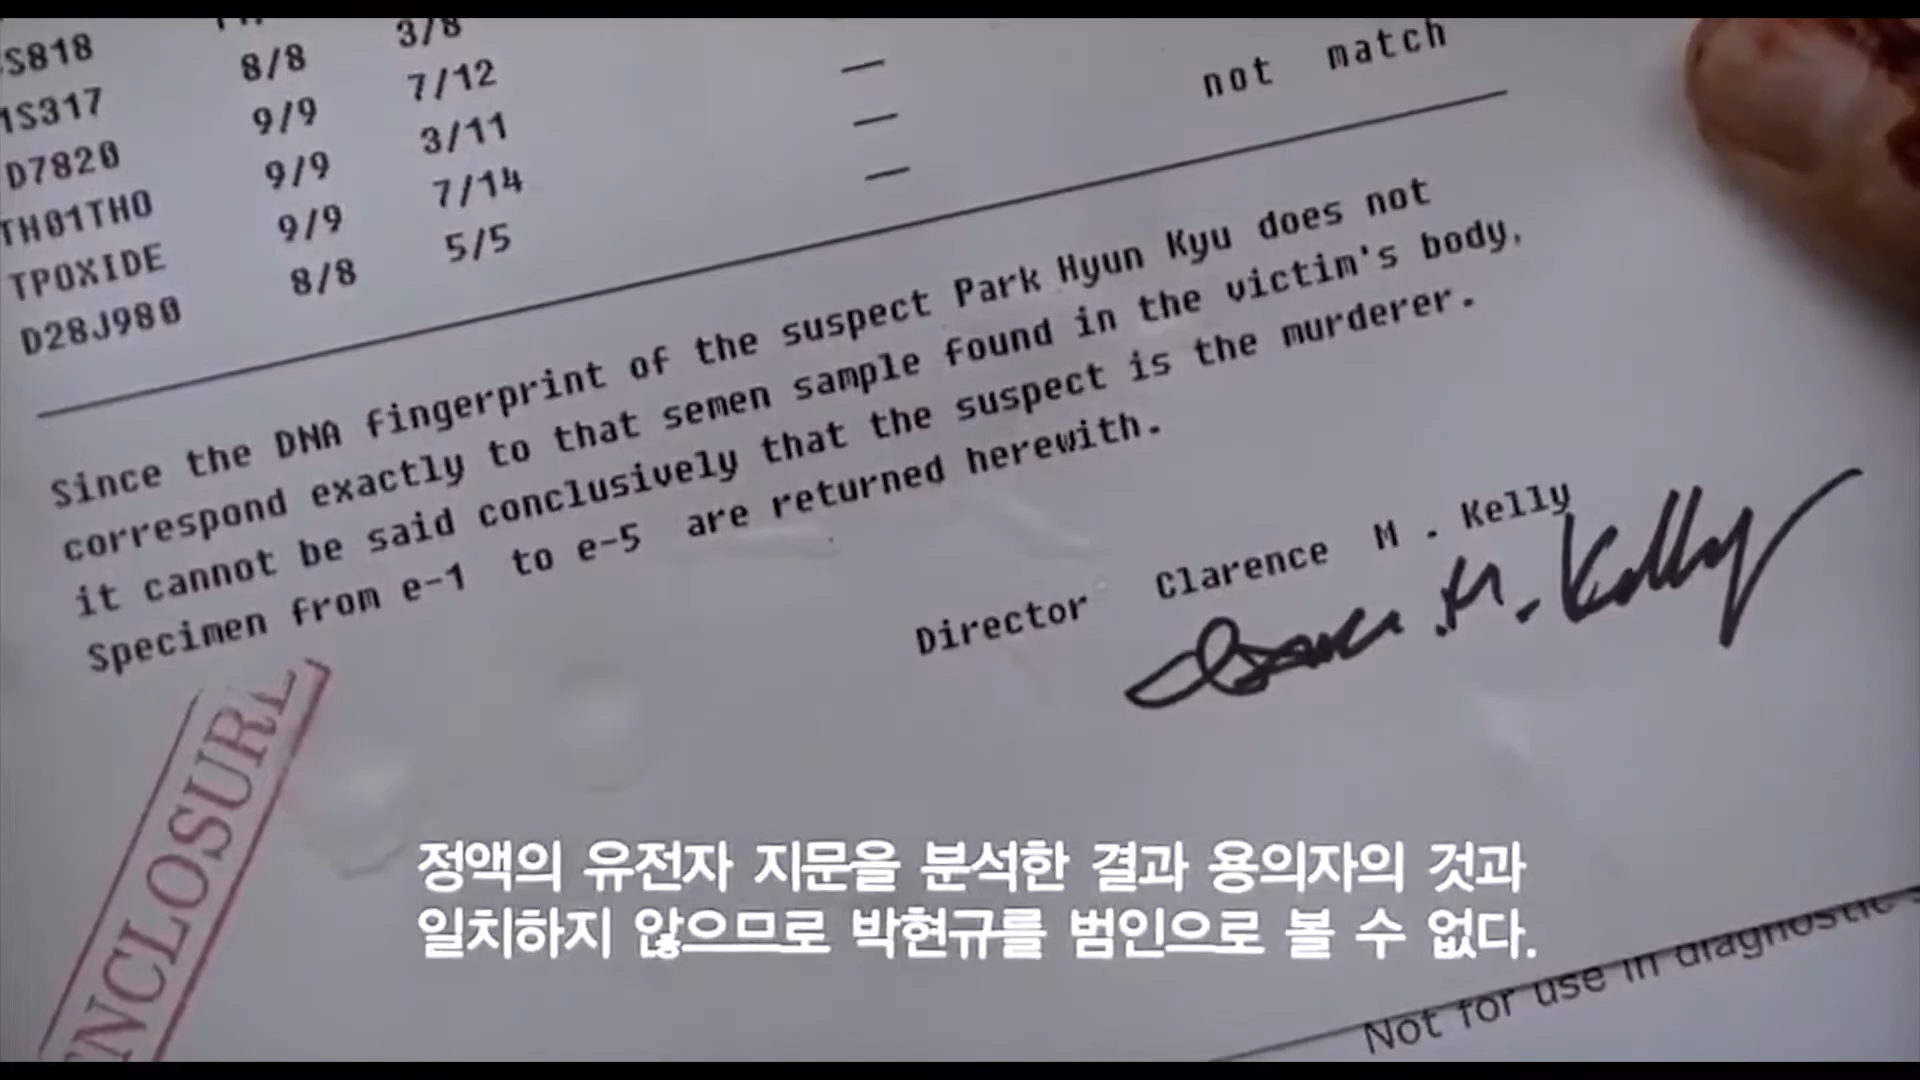 S818 8/8 3/8
1S317 9/9 7/12 —
D7820 9/9 3/11 —
TH01THO 9/9 7/14 —
TPOXIDE 8/8 5/5
D28J980
not match
Since the DNA fingerprint of the suspect Park Hyun Kyu does not
correspond exactly to that semen sample found in the victim's body,
it cannot be said conclusively that the suspect is the murderer.
Specimen from e-1 to e-5 are returned herewith.
Director Clarence M . Kelly
M. Kelly
ENCLOSURE
정액의 유전자 지문을 분석한 결과 용의자의 것과
일치하지 않으므로 박현규를 범인으로 볼 수 없다.
Not for use in diagnostic